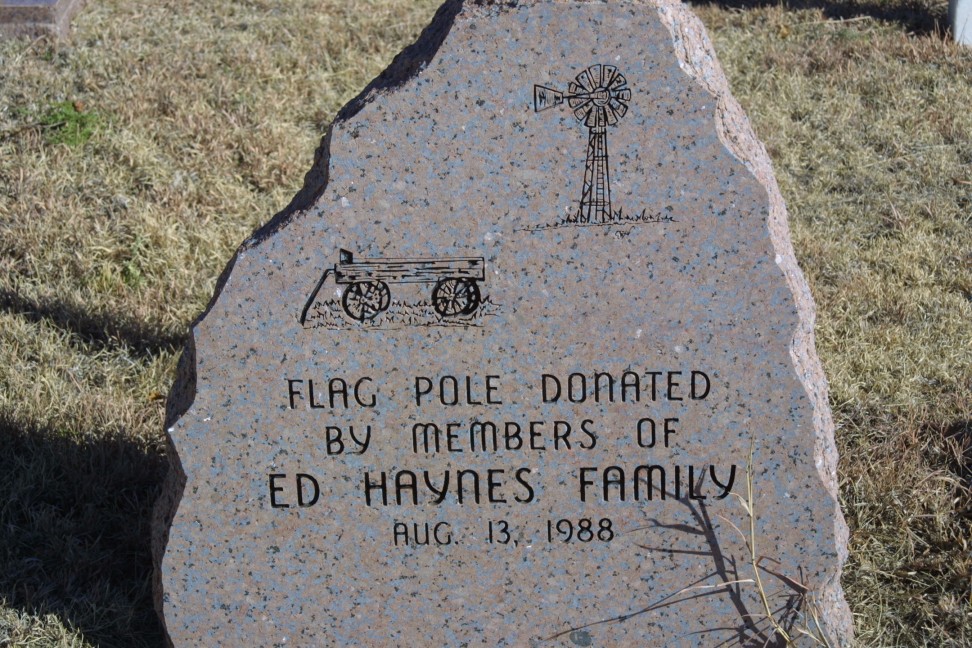 FLAG POLE DONATED
BY MEMBERS OF
ED HAYNES FAMILY
AUG. 13, 1988